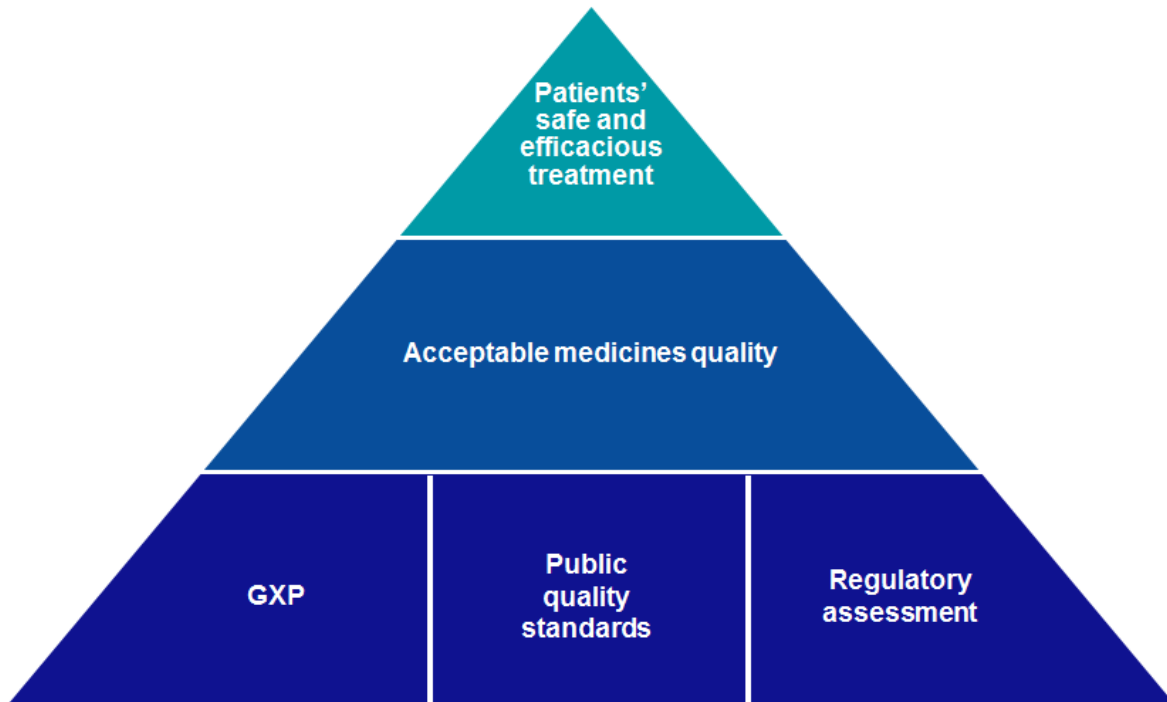 Patients’
safe and
efficacious
treatment
Acceptable medicines quality
GXP
Public
quality
standards
Regulatory
assessment